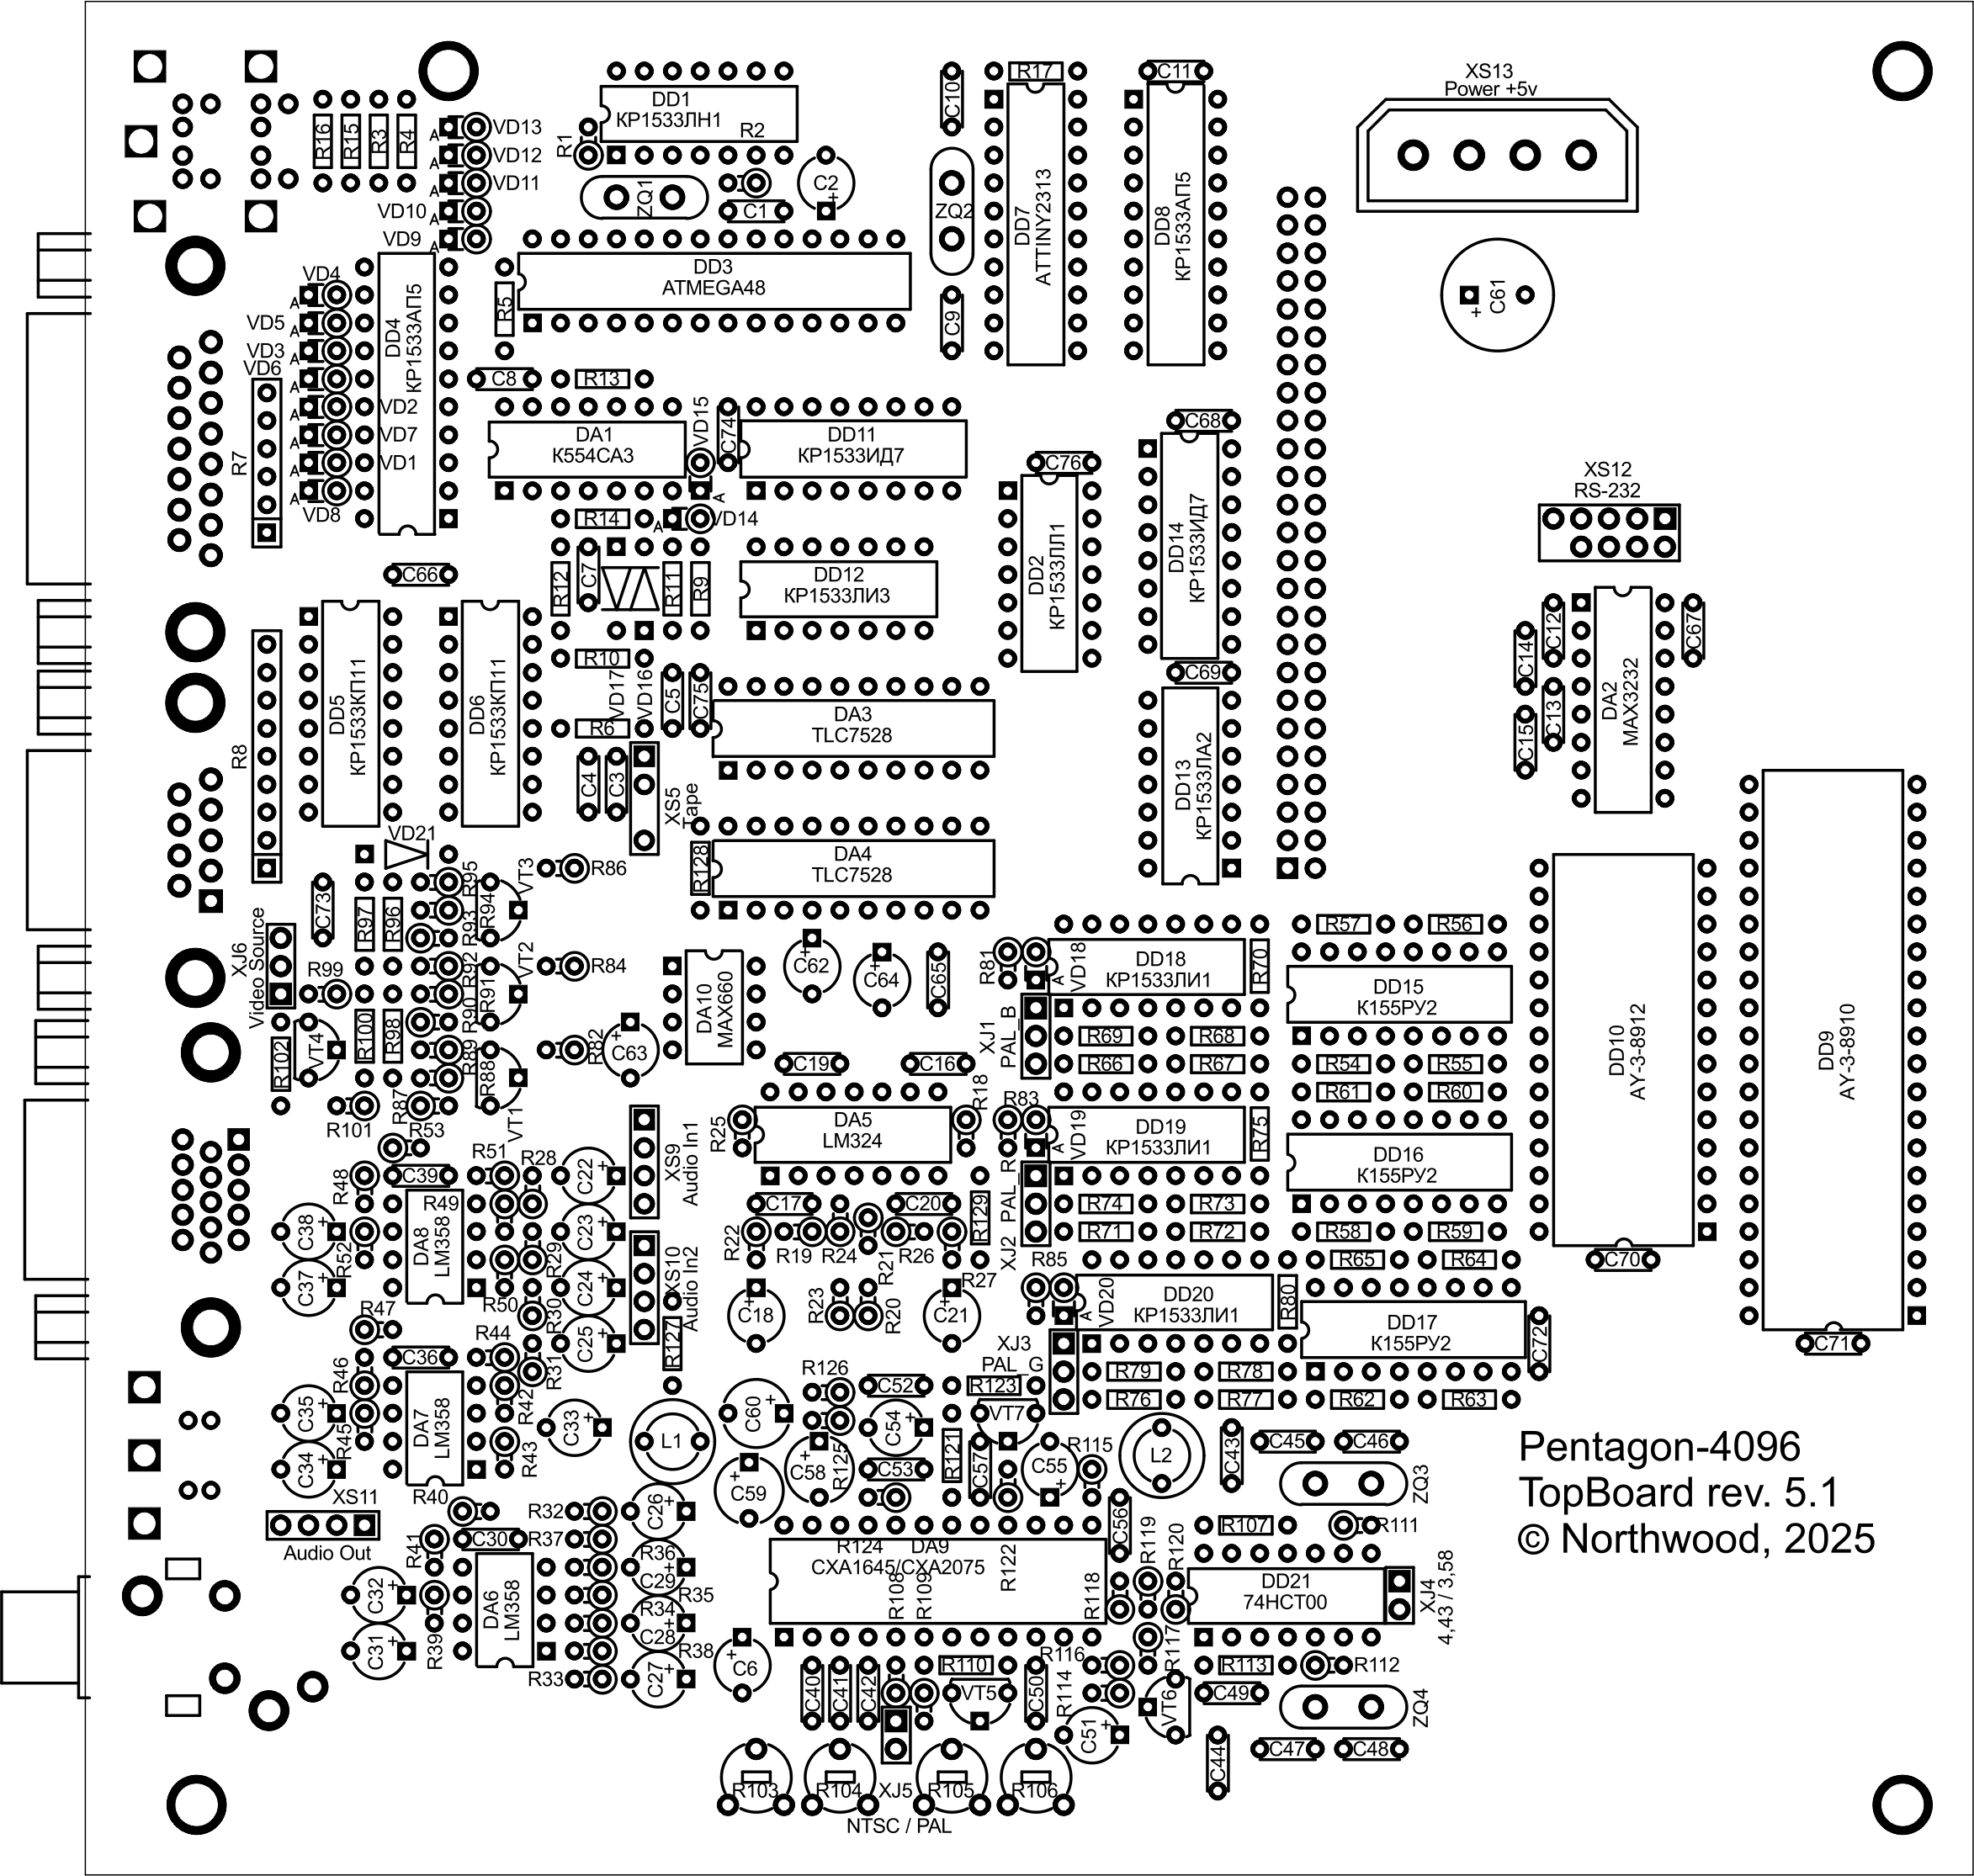 XS13
Power +5v
R17
C11
C10
DD1
КР1533ЛН1
R2
R1
R16
R15
R3
R4
A
VD13
A
VD12
A
VD11
VD10
A
VD9
A
ZQ1
C1
C2
+
ZQ2
DD7
ATTINY2313
DD8
КР1533АП5
DD3
ATMEGA48
R5
C9
+
C61
VD4
A
VD5
A
VD3
A
VD6
A
VD2
A
VD7
A
VD1
A
A
VD8
DD4
КР1533АП5
R7
C8
R13
DA1
К554СА3
VD15
A
C74
DD11
КР1533ИД7
C68
C76
R14
A
VD14
XS12
RS-232
C66
R12
C7
R11
R9
DD12
КР1533ЛИ3
DD2
КР1533ЛЛ1
DD14
КР1533ИД7
C12
C14
C67
DD5
КР1533КП11
DD6
КР1533КП11
R8
R10
VD17
VD16
C5
C75
C69
R6
DA3
TLC7528
DA2
MAX3232
C13
C15
C4
C3
XS5
Tape
DD13
КР1533ЛА2
VD21
R128
DA4
TLC7528
R86
VT3
R95
R94
R93
C73
R97
R96
XJ6
Video Source
R99
R92
VT2
R91
R90
R84
DA10
MAX660
+
C62
+
C64
C65
R81
VD18
A
DD18
КР1533ЛИ1
R70
R57
R56
DD15
К155РУ2
DD10
AY-3-8912
DD9
AY-3-8910
R102
VT4
R100
R98
R89
R88
R82
+
C63
XJ1
PAL_B
R69
R68
R66
R67
R54
R55
R61
R60
C19
C16
R18
R83
R101
R87
R53
VT1
R25
DA5
LM324
VD19
A
DD19
КР1533ЛИ1
R75
DD16
К155РУ2
R48
C39
R51
R28
C22
+
XS9
Audio In1
R49
C38
+
R52
DA8
LM358
C23
+
R29
C17
C20
R129
PAL_R
XJ2
R74
R73
R71
R72
R58
R59
R22
R19
R24
R21
R26
C37
+
R50
C24
+
XS10
Audio In2
R30
R85
R65
R64
C70
R27
+
C18
R23
R20
+
C21
VD20
A
DD20
КР1533ЛИ1
R80
DD17
К155РУ2
C72
C71
R47
C25
+
R127
R46
C36
R44
R31
XJ3
PAL_G
R79
R78
R76
R77
R62
R63
R126
C52
R123
C35
+
R45
DA7
LM358
R42
C33
+
L1
C60
+
C54
+
VT7
C34
+
R43
+
C58
R125
C53
R121
C57
C55
+
R115
L2
C43
C45
C46
ZQ3
Pentagon-4096
TopBoard rev. 5.1
© Northwood, 2025
+
C59
XS11
Audio Out
R40
R32
C26
+
C56
R119
R120
R107
R111
R41
C30
R37
R36
C29
+
R35
R124
DA9
CXA1645/CXA2075
R108
R109
R122
R118
DD21
74HCT00
XJ4
4,43 / 3,58
C32
+
DA6
LM358
R34
C28
+
R38
C31
+
R39
R33
C27
+
+
C6
C40
C41
C42
R110
VT5
C50
R116
R114
R117
R113
R112
VT6
C49
ZQ4
C51
+
C44
C47
C48
R103
R104
XJ5
R105
R106
NTSC / PAL